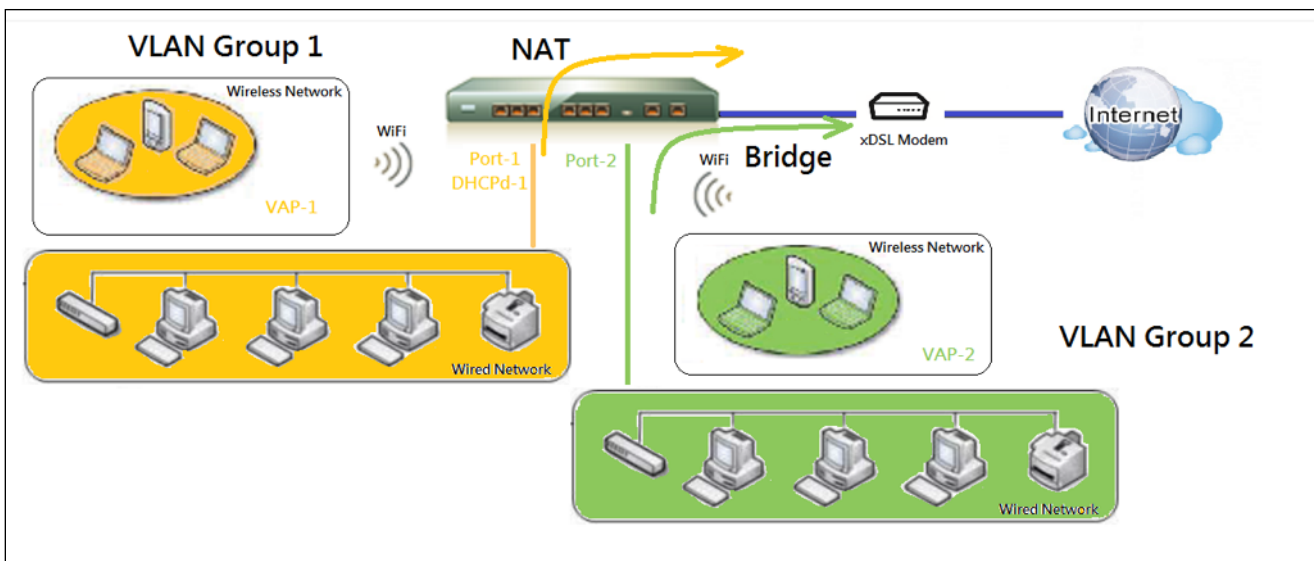 VLAN Group 1
NAT
Wireless Network
WiFi
VAP-1
Port-1
DHCPd-1
Port-2
WiFi
Bridge
xDSL Modem
Internet
Wired Network
Wireless Network
VAP-2
VLAN Group 2
Wired Network